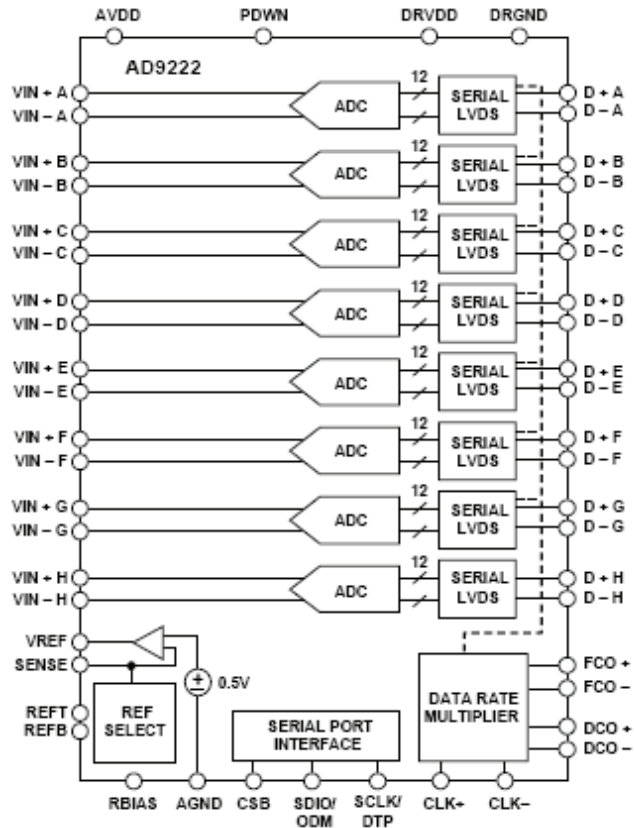 AVDD PDWN DRVDD DRGND
AD9222
VIN + A ADC 12 SERIAL LVDS D + A
VIN – A D – A
VIN + B ADC 12 SERIAL LVDS D + B
VIN – B D – B
VIN + C ADC 12 SERIAL LVDS D + C
VIN – C D – C
VIN + D ADC 12 SERIAL LVDS D + D
VIN – D D – D
VIN + E ADC 12 SERIAL LVDS D + E
VIN – E D – E
VIN + F ADC 12 SERIAL LVDS D + F
VIN – F D – F
VIN + G ADC 12 SERIAL LVDS D + G
VIN – G D – G
VIN + H ADC 12 SERIAL LVDS D + H
VIN – H D – H
VREF
SENSE
0.5V
REFT
REFB
REF
SELECT
SERIAL PORT
INTERFACE
DATA RATE
MULTIPLIER
FCO +
FCO –
DCO +
DCO –
RBIAS AGND CSB SDIO/ SCLK/ CLK+ CLK–
ODM DTP